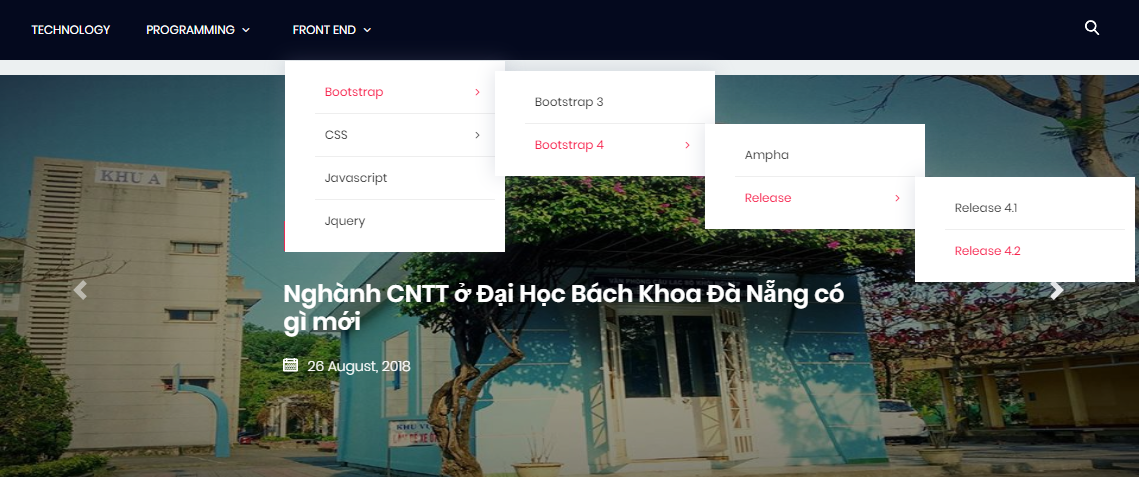 TECHNOLOGY
PROGRAMMING
FRONT END
Bootstrap
CSS
Javascript
Jquery
Bootstrap 3
Bootstrap 4
Ampha
Release
Release 4.1
Release 4.2
KHU A
Nghành CNTT ở Đại Học Bách Khoa Đà Nẵng có
gì mới
26 August, 2018